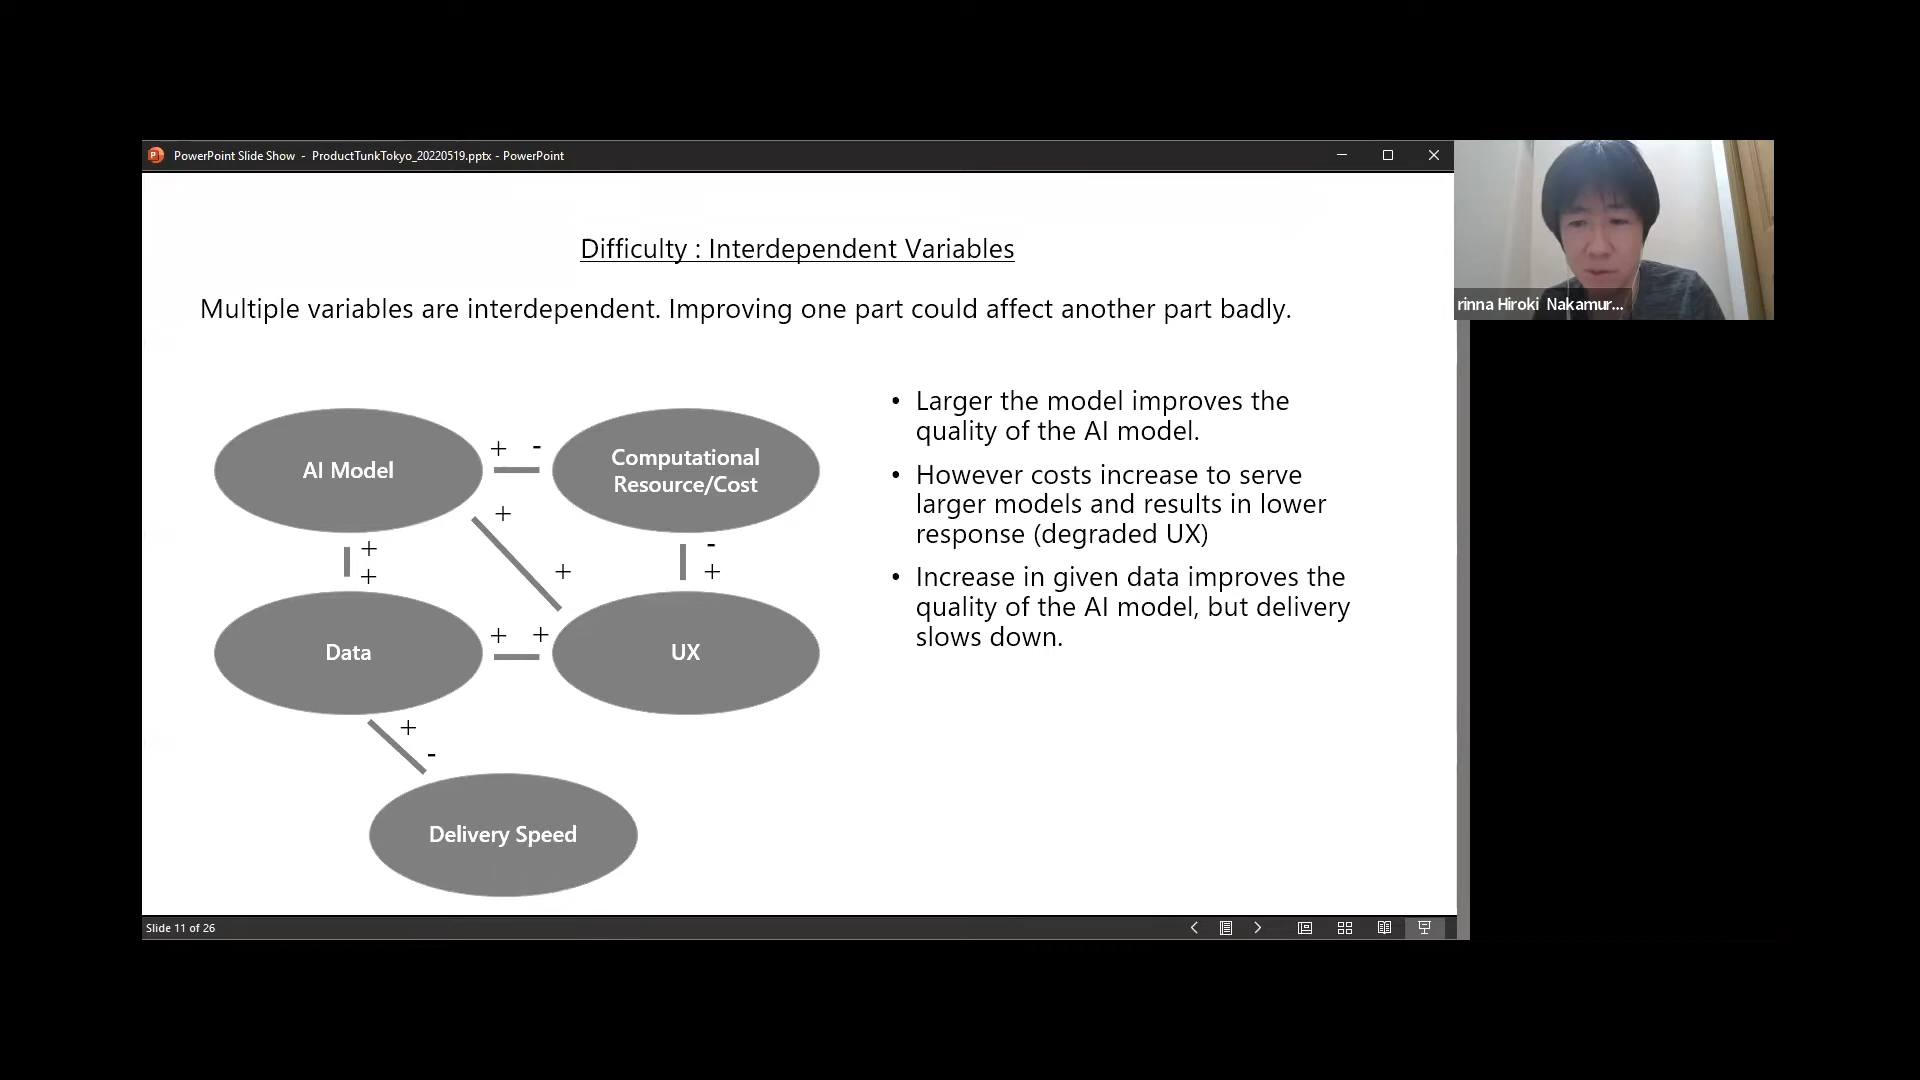 PowerPoint Slide Show - ProductTunkTokyo_20220519.pptx - PowerPoint
Difficulty : Interdependent Variables
Multiple variables are interdependent. Improving one part could affect another part badly.
AI Model
+ -
Computational
Resource/Cost
+
+
+
+
-
+
Data
+ +
UX
+
-
Delivery Speed
• Larger the model improves the
quality of the AI model.
• However costs increase to serve
larger models and results in lower
response (degraded UX)
• Increase in given data improves the
quality of the AI model, but delivery
slows down.
Slide 11 of 26
rinna Hiroki Nakamur...